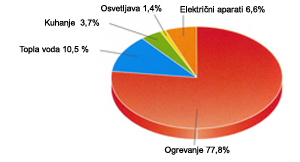 Osvetljava 1,4%
Električni aparati 6,6%
Kuhanje 3,7%
Topla voda 10,5 %
Ogrevanje 77,8%